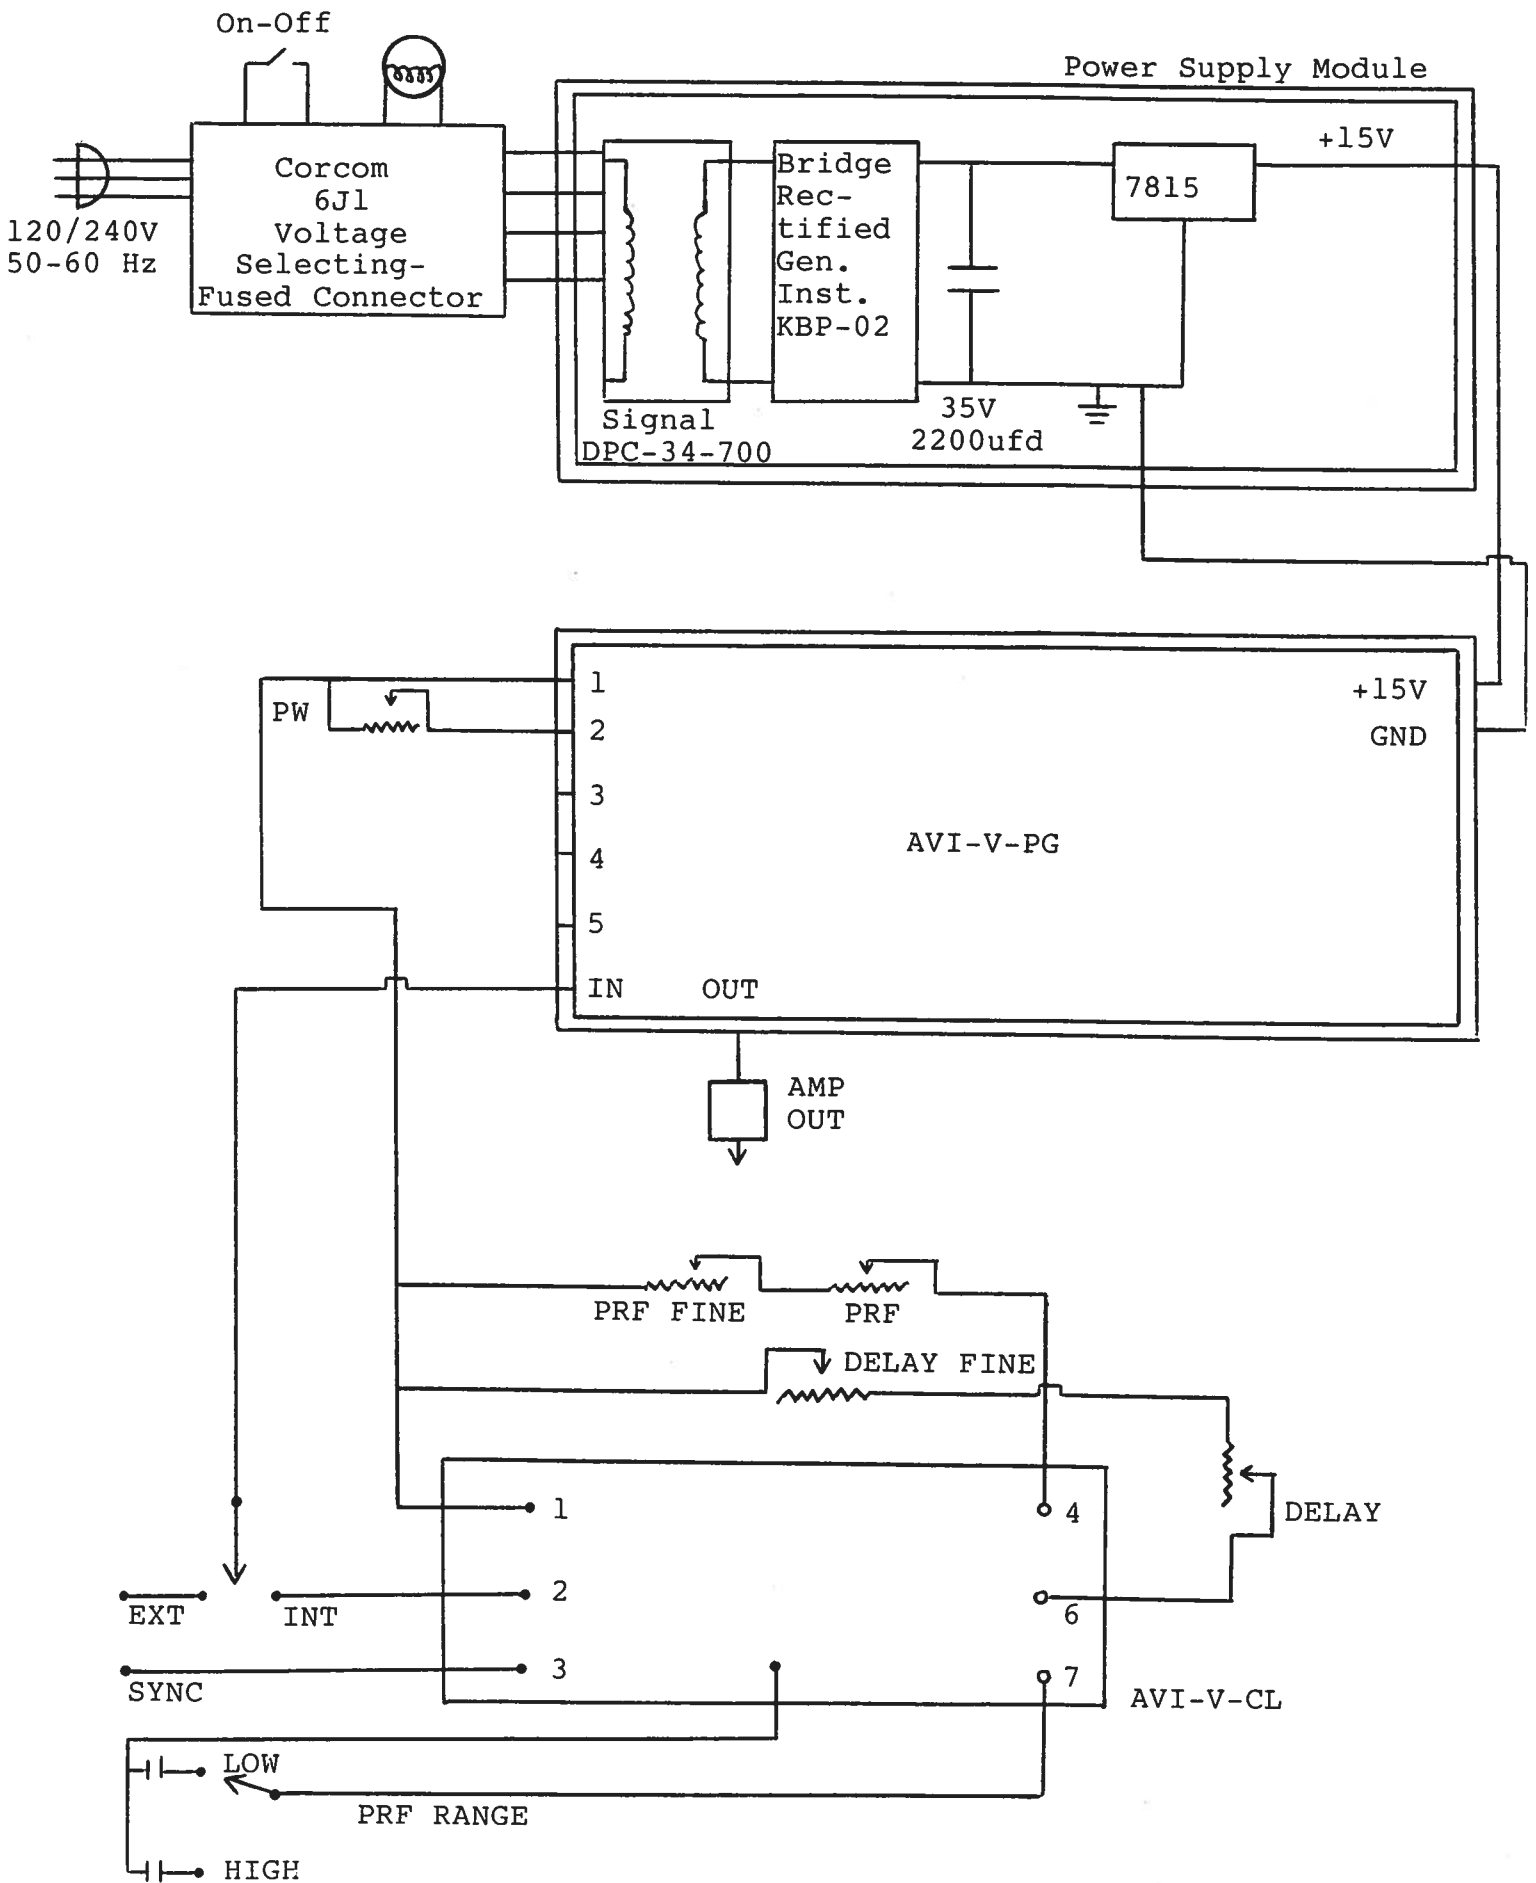 On-Off
Power Supply Module
+15V
Corcom
6J1
Voltage
Selecting-
Fused Connector
120/240V
50-60 Hz
Bridge
Rec-
tified
Gen.
Inst.
KBP-02
7815
Signal
DPC-34-700
35V
2200ufd
PW
1
2
3
4
5
IN
OUT
+15V
GND
AVI-V-PG
AMP
OUT
PRF FINE
PRF
DELAY FINE
DELAY
1
2
3
4
6
7
EXT
INT
SYNC
AVI-V-CL
LOW
PRF RANGE
HIGH